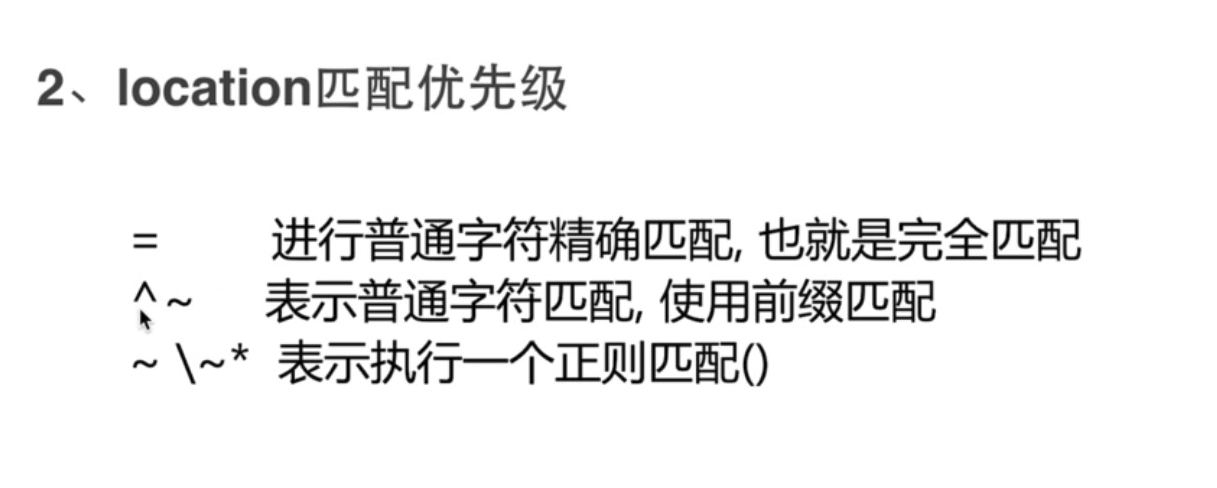 2、location匹配优先级
= 进行普通字符精确匹配, 也就是完全匹配
^~ 表示普通字符匹配, 使用前缀匹配
~ \~* 表示执行一个正则匹配()